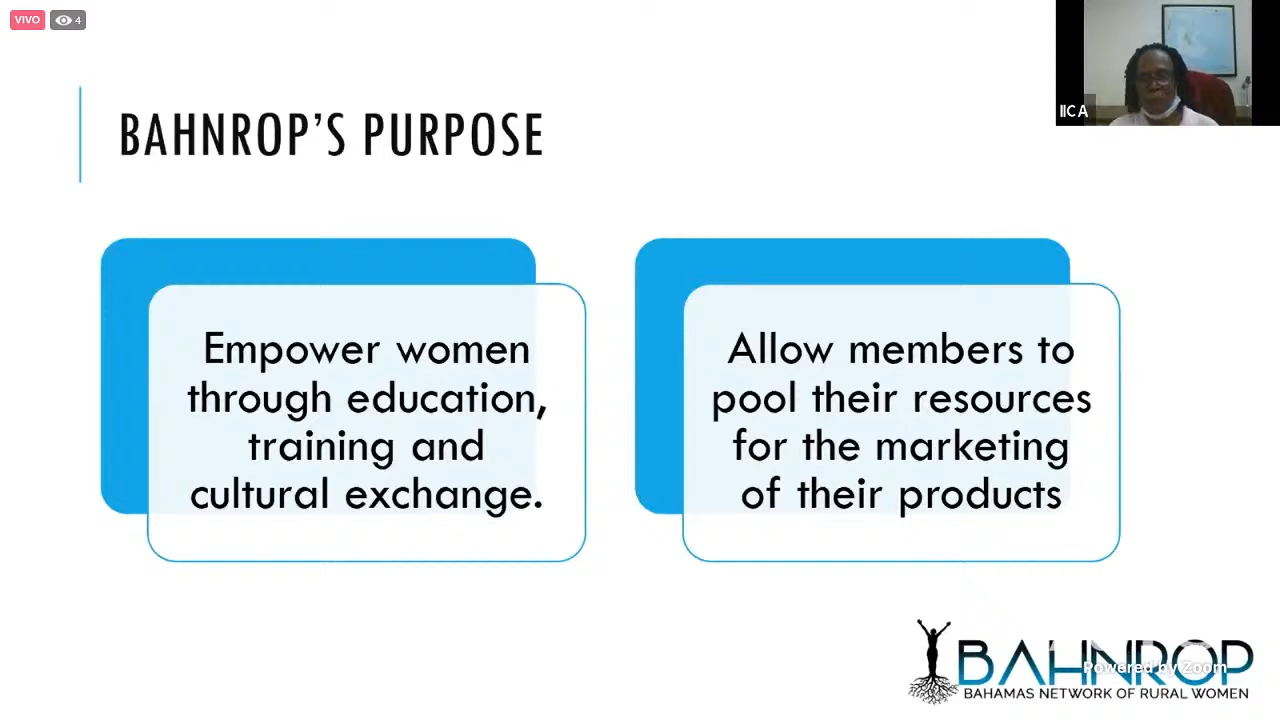 VIVO
4
IICA
BAHNROP'S PURPOSE
Empower women
through education,
training and
cultural exchange.
Allow members to
pool their resources
for the marketing
of their products
BAHNROP
Powered by Zoom
BAHAMAS NETWORK OF RURAL WOMEN